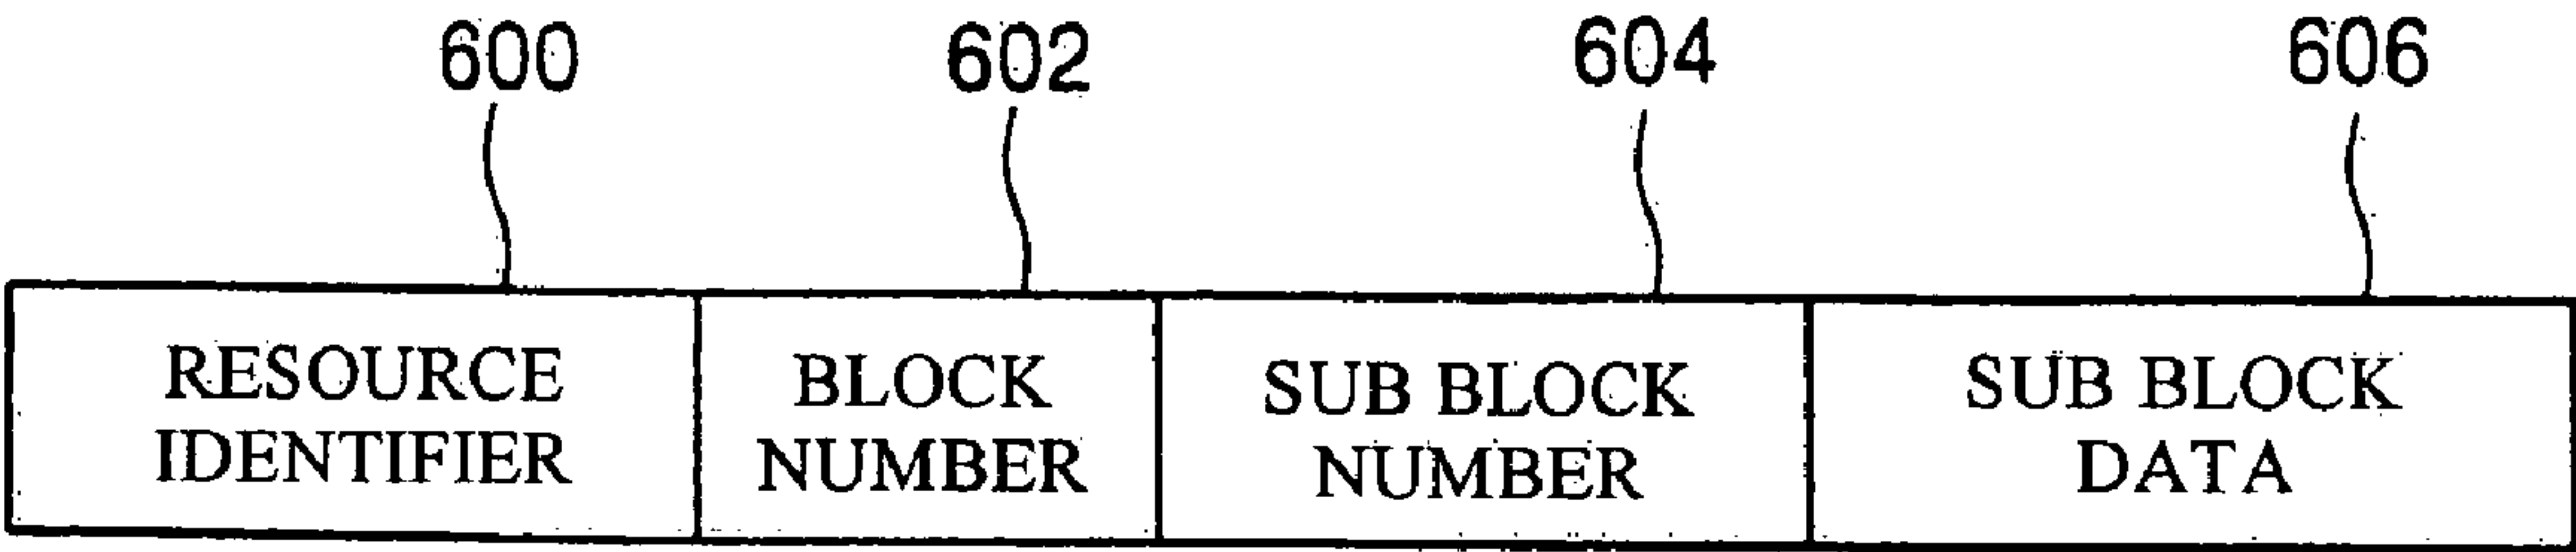 600 602 604 606
RESOURCE IDENTIFIER
BLOCK NUMBER
SUB BLOCK NUMBER
SUB BLOCK DATA